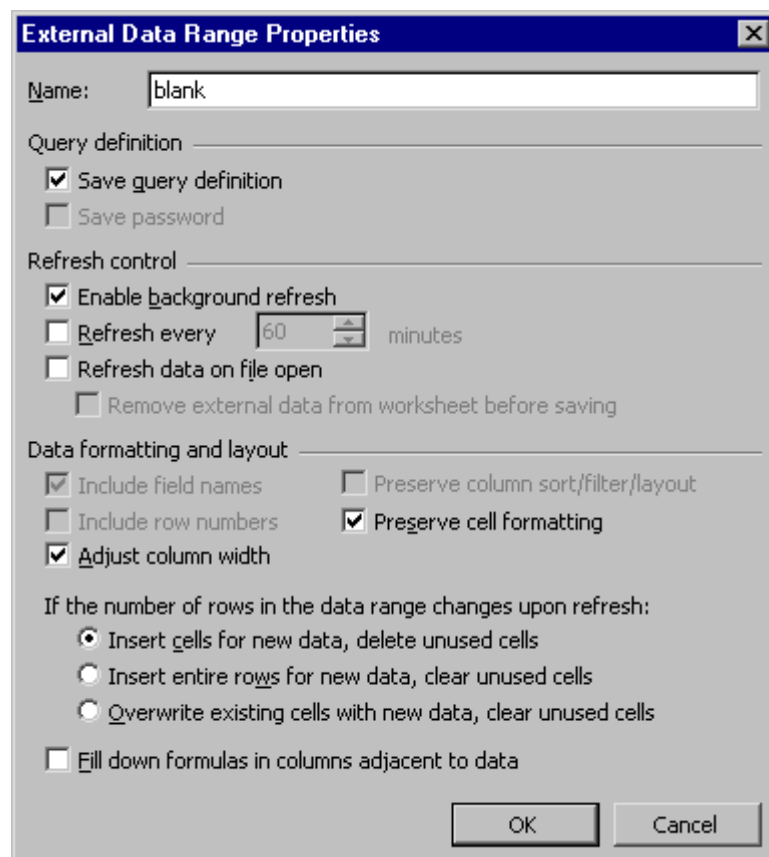 External Data Range Properties
Name: blank
Query definition
Save query definition
Save password
Refresh control
Enable background refresh
Refresh every 60 minutes
Refresh data on file open
Remove external data from worksheet before saving
Data formatting and layout
Include field names Preserve column sort/filter/layout
Include row numbers Preserve cell formatting
Adjust column width
If the number of rows in the data range changes upon refresh:
Insert cells for new data, delete unused cells
Insert entire rows for new data, clear unused cells
Overwrite existing cells with new data, clear unused cells
Fill down formulas in columns adjacent to data
OK Cancel